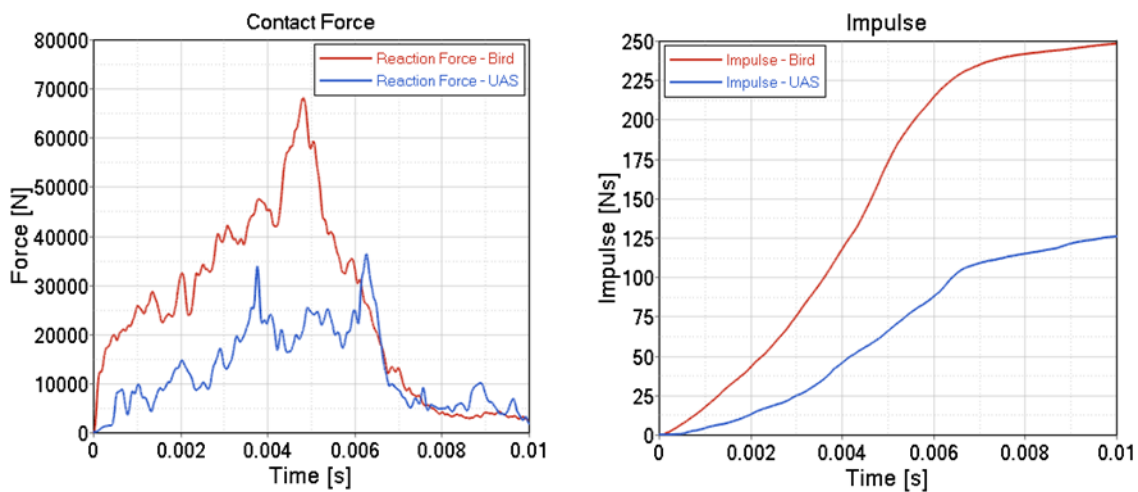 Contact Force
80000
70000
60000
50000
40000
30000
20000
10000
0
Force [N]
Reaction Force - Bird
Reaction Force - UAS
0 0.002 0.004 0.006 0.008 0.01
Time [s]
Impulse
250
225
200
175
150
125
100
75
50
25
0
Impulse [Ns]
Impulse - Bird
Impulse - UAS
0 0.002 0.004 0.006 0.008 0.01
Time [s]